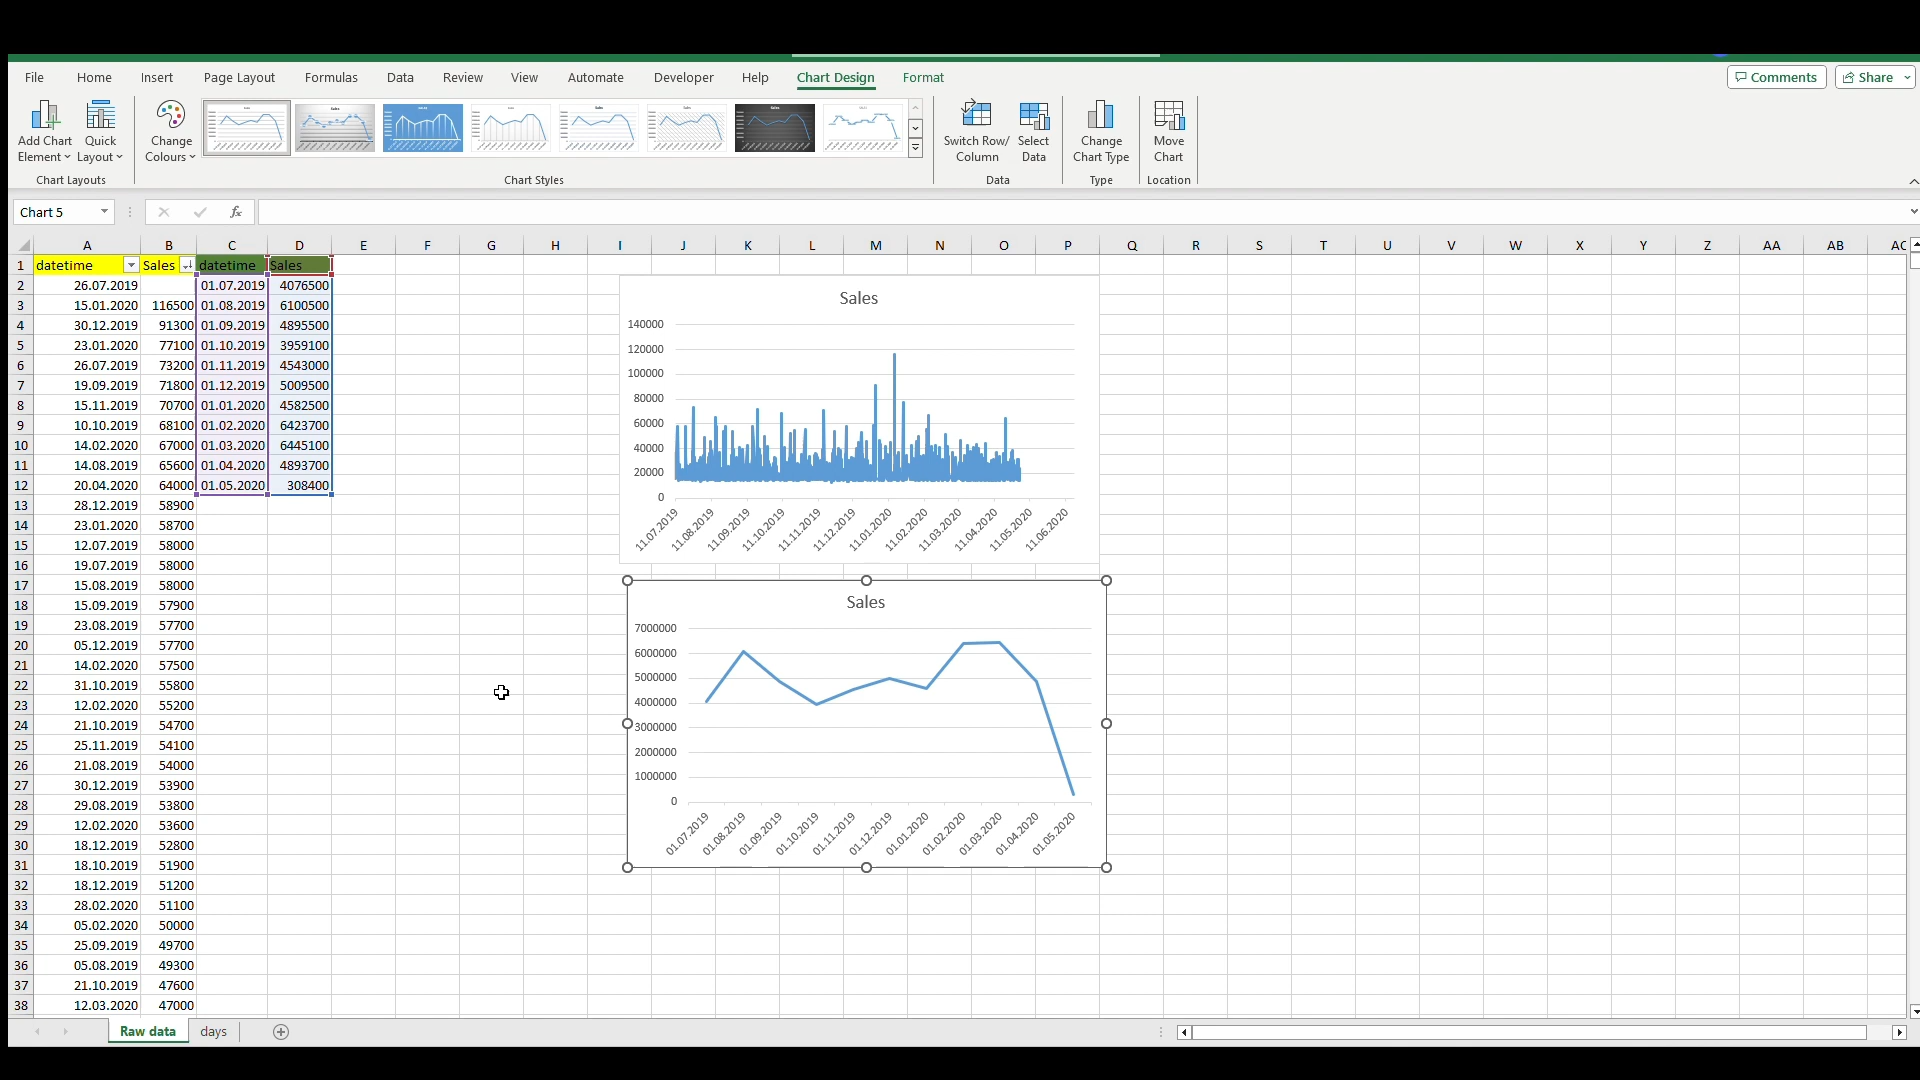 File Home Insert Page Layout Formulas Data Review View Automate Developer Help Chart Design Format Comments Share
Add Chart Element Quick Layout Change Colours Switch Row/ Column Select Data Change Chart Type Move Chart
Chart Layouts Chart Styles Data Type Location
Chart 5 fx
A B C D E F G H I J K L M N O P Q R S T U V W X Y Z AA AB AC
1 datetime Sales datetime Sales
2 26.07.2019 01.07.2019 4076500
3 15.01.2020 116500 01.08.2019 6100500
4 30.12.2019 91300 01.09.2019 4895500
5 23.01.2020 77100 01.10.2019 3959100
6 26.07.2019 73200 01.11.2019 4543000
7 19.09.2019 71800 01.12.2019 5009500
8 15.11.2019 70700 01.01.2020 4582500
9 10.10.2019 68100 01.02.2020 6423700
10 14.02.2020 67000 01.03.2020 6445100
11 14.08.2019 65600 01.04.2020 4893700
12 20.04.2020 64000 01.05.2020 308400
13 28.12.2019 58900
14 23.01.2020 58700
15 12.07.2019 58000
16 19.07.2019 58000
17 15.08.2019 58000
18 15.09.2019 57900
19 23.08.2019 57700
20 05.12.2019 57700
21 14.02.2020 57500
22 31.10.2019 55800
23 12.02.2020 55200
24 21.10.2019 54700
25 25.11.2019 54100
26 21.08.2019 54000
27 30.12.2019 53900
28 29.08.2019 53800
29 12.02.2020 53600
30 18.12.2019 52800
31 18.10.2019 51900
32 18.12.2019 51200
33 28.02.2020 51100
34 05.02.2020 50000
35 25.09.2019 49700
36 05.08.2019 49300
37 21.10.2019 47600
38 12.03.2020 47000
Sales
140000
120000
100000
80000
60000
40000
20000
0
11.07.2019 11.08.2019 11.09.2019 11.10.2019 11.11.2019 11.12.2019 11.01.2020 11.02.2020 11.03.2020 11.04.2020 11.05.2020 11.06.2020
Sales
7000000
6000000
5000000
4000000
3000000
2000000
1000000
0
01.07.2019 01.08.2019 01.09.2019 01.10.2019 01.11.2019 01.12.2019 01.01.2020 01.02.2020 01.03.2020 01.04.2020 01.05.2020
Raw data days